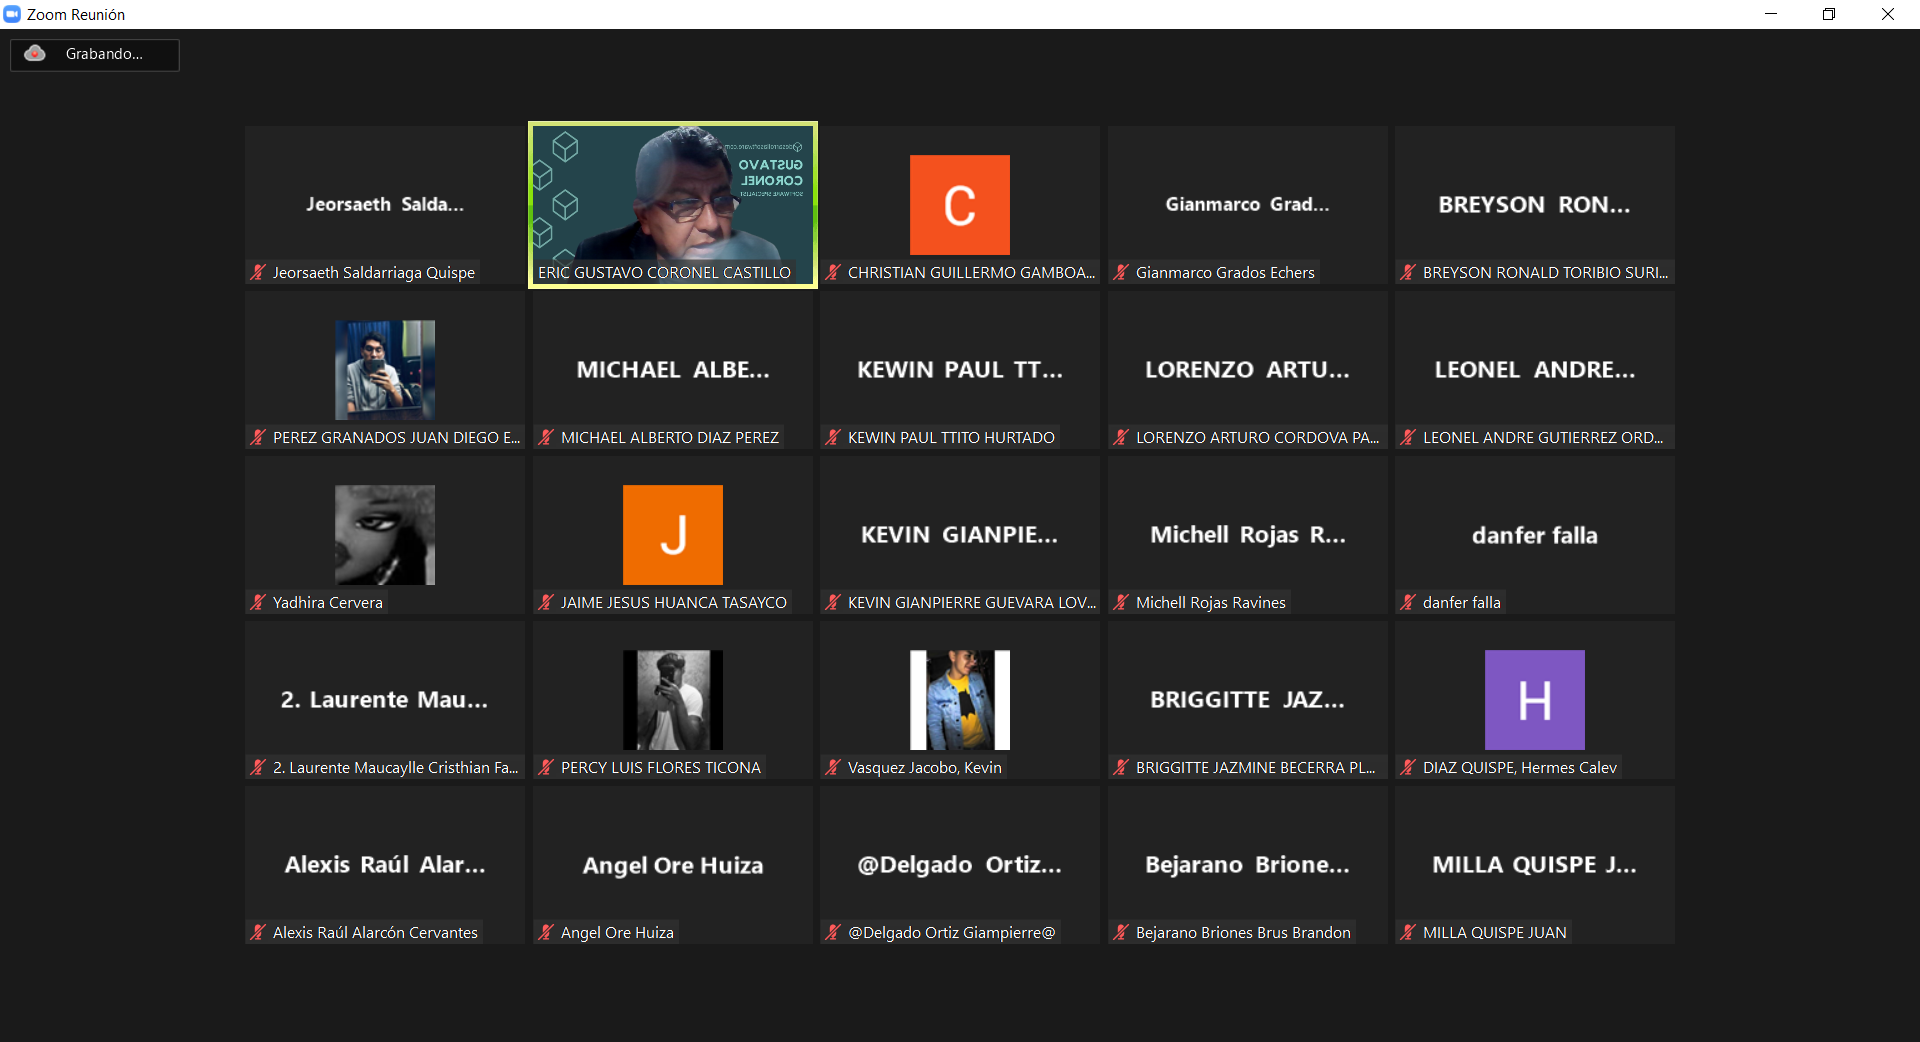 Zoom Reunión
Grabando...
Jeorsaeth Salda...
Jeorsaeth Saldarriaga Quispe
desarrollasoftware.com
GUSTAVO
CORONEL
SOFTWARE SPECIALIST
ERIC GUSTAVO CORONEL CASTILLO
C
CHRISTIAN GUILLERMO GAMBOA...
Gianmarco Grad...
Gianmarco Grados Echers
BREYSON RON...
BREYSON RONALD TORIBIO SURI...
PEREZ GRANADOS JUAN DIEGO E...
MICHAEL ALBE...
MICHAEL ALBERTO DIAZ PEREZ
KEWIN PAUL TT...
KEWIN PAUL TTITO HURTADO
LORENZO ARTU...
LORENZO ARTURO CORDOVA PA...
LEONEL ANDRE...
LEONEL ANDRE GUTIERREZ ORD...
Yadhira Cervera
J
JAIME JESUS HUANCA TASAYCO
KEVIN GIANPIE...
KEVIN GIANPIERRE GUEVARA LOV...
Michell Rojas R...
Michell Rojas Ravines
danfer falla
danfer falla
2. Laurente Mau...
2. Laurente Maucaylle Cristhian Fa...
PERCY LUIS FLORES TICONA
Vasquez Jacobo, Kevin
BRIGGITTE JAZ...
BRIGGITTE JAZMINE BECERRA PL...
H
DIAZ QUISPE, Hermes Calev
Alexis Raúl Alar...
Alexis Raúl Alarcón Cervantes
Angel Ore Huiza
Angel Ore Huiza
@Delgado Ortiz...
@Delgado Ortiz Giampierre@
Bejarano Brione...
Bejarano Briones Brus Brandon
MILLA QUISPE J...
MILLA QUISPE JUAN